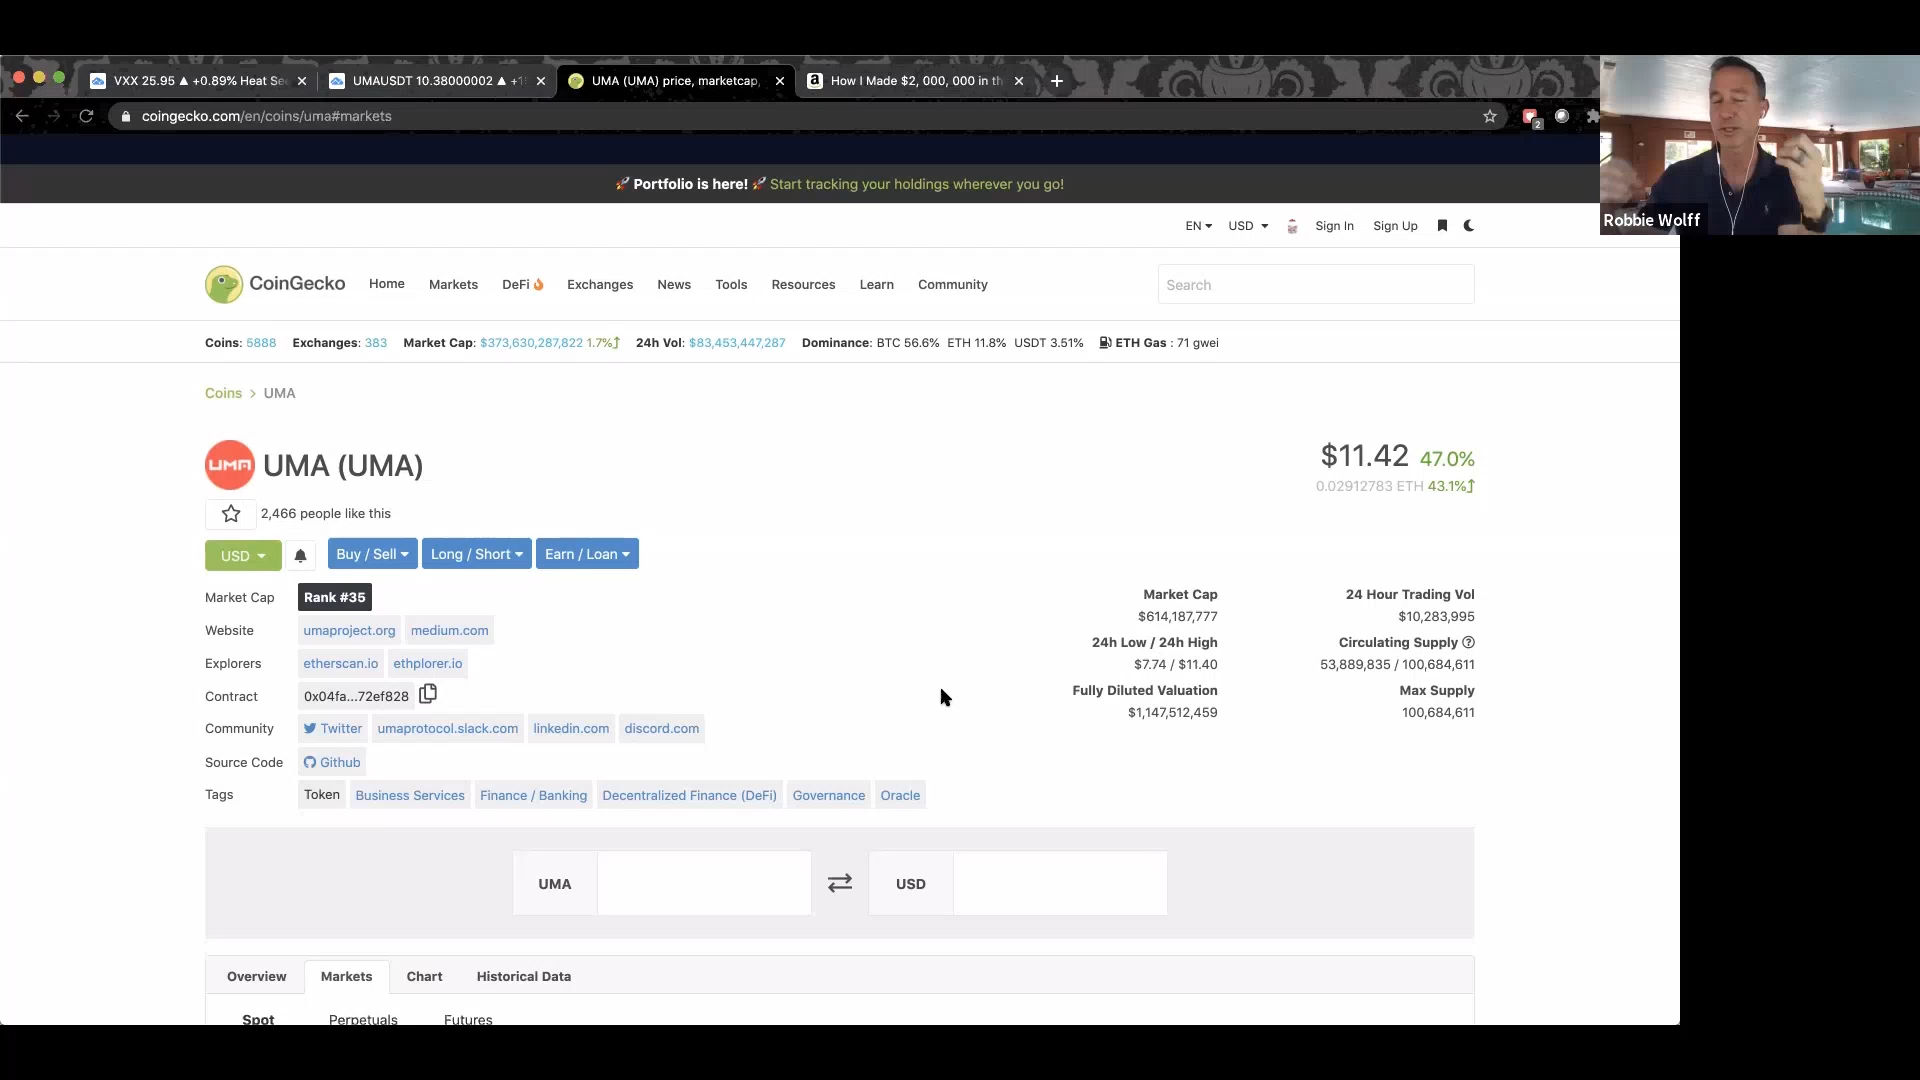 VXX 25.95 ▲ +0.89% Heat Se
UMAUSDT 10.38000002 ▲ +1
UMA (UMA) price, marketcap,
a How I Made $2, 000, 000 in th
coingecko.com/en/coins/uma#markets
2
🚀 Portfolio is here! 🚀 Start tracking your holdings wherever you go!
Robbie Wolff
EN USD Sign In Sign Up
CoinGecko Home Markets DeFi Exchanges News Tools Resources Learn Community Search
Coins: 5888 Exchanges: 383 Market Cap: $373,630,287,822 1.7% 24h Vol: $83,453,447,287 Dominance: BTC 56.6% ETH 11.8% USDT 3.51% ETH Gas : 71 gwei
Coins > UMA
UMA UMA (UMA)
$11.42 47.0%
0.02912783 ETH 43.1%
2,466 people like this
USD Buy / Sell Long / Short Earn / Loan
Market Cap Rank #35
Website umaproject.org medium.com
Explorers etherscan.io ethplorer.io
Contract 0x04fa...72ef828
Community Twitter umaprotocol.slack.com linkedin.com discord.com
Source Code Github
Tags Token Business Services Finance / Banking Decentralized Finance (DeFi) Governance Oracle
Market Cap
$614,187,777
24h Low / 24h High
$7.74 / $11.40
Fully Diluted Valuation
$1,147,512,459
24 Hour Trading Vol
$10,283,995
Circulating Supply ?
53,889,835 / 100,684,611
Max Supply
100,684,611
UMA USD
Overview Markets Chart Historical Data
Spot Perpetuals Futures